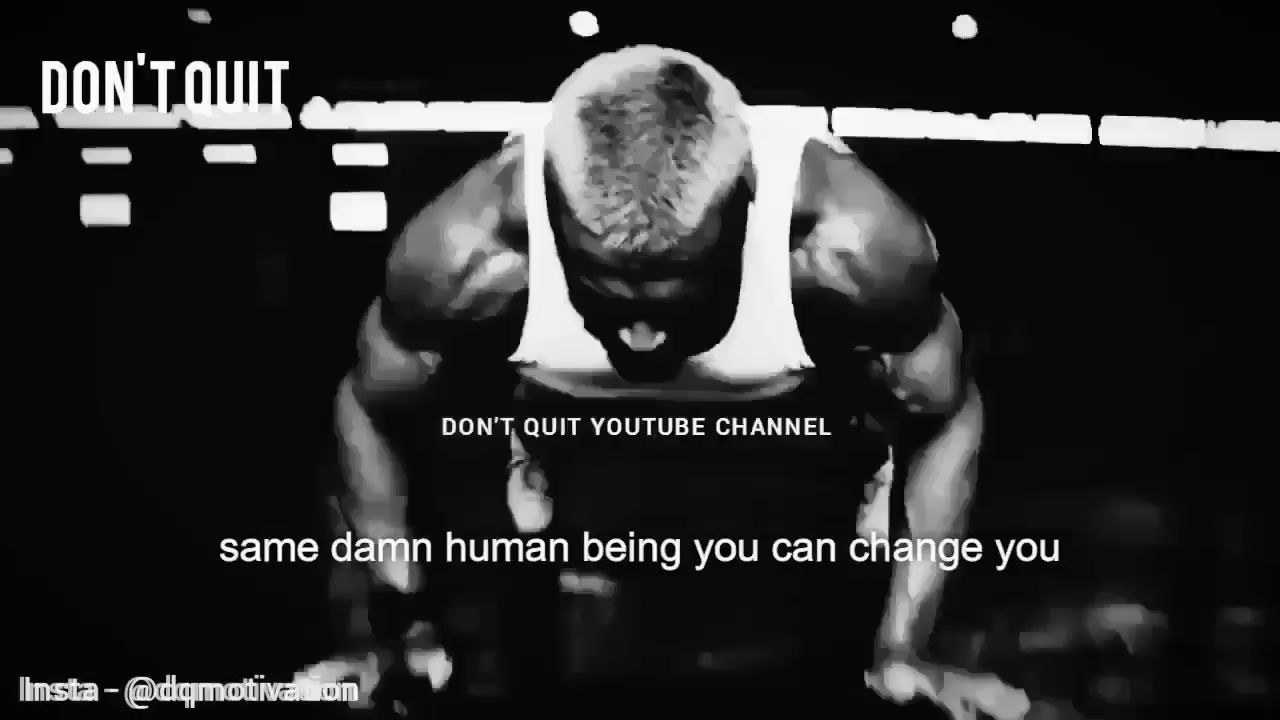 DON'T QUIT
DON'T QUIT YOUTUBE CHANNEL
same damn human being you can change you
Insta - @dqmotivation